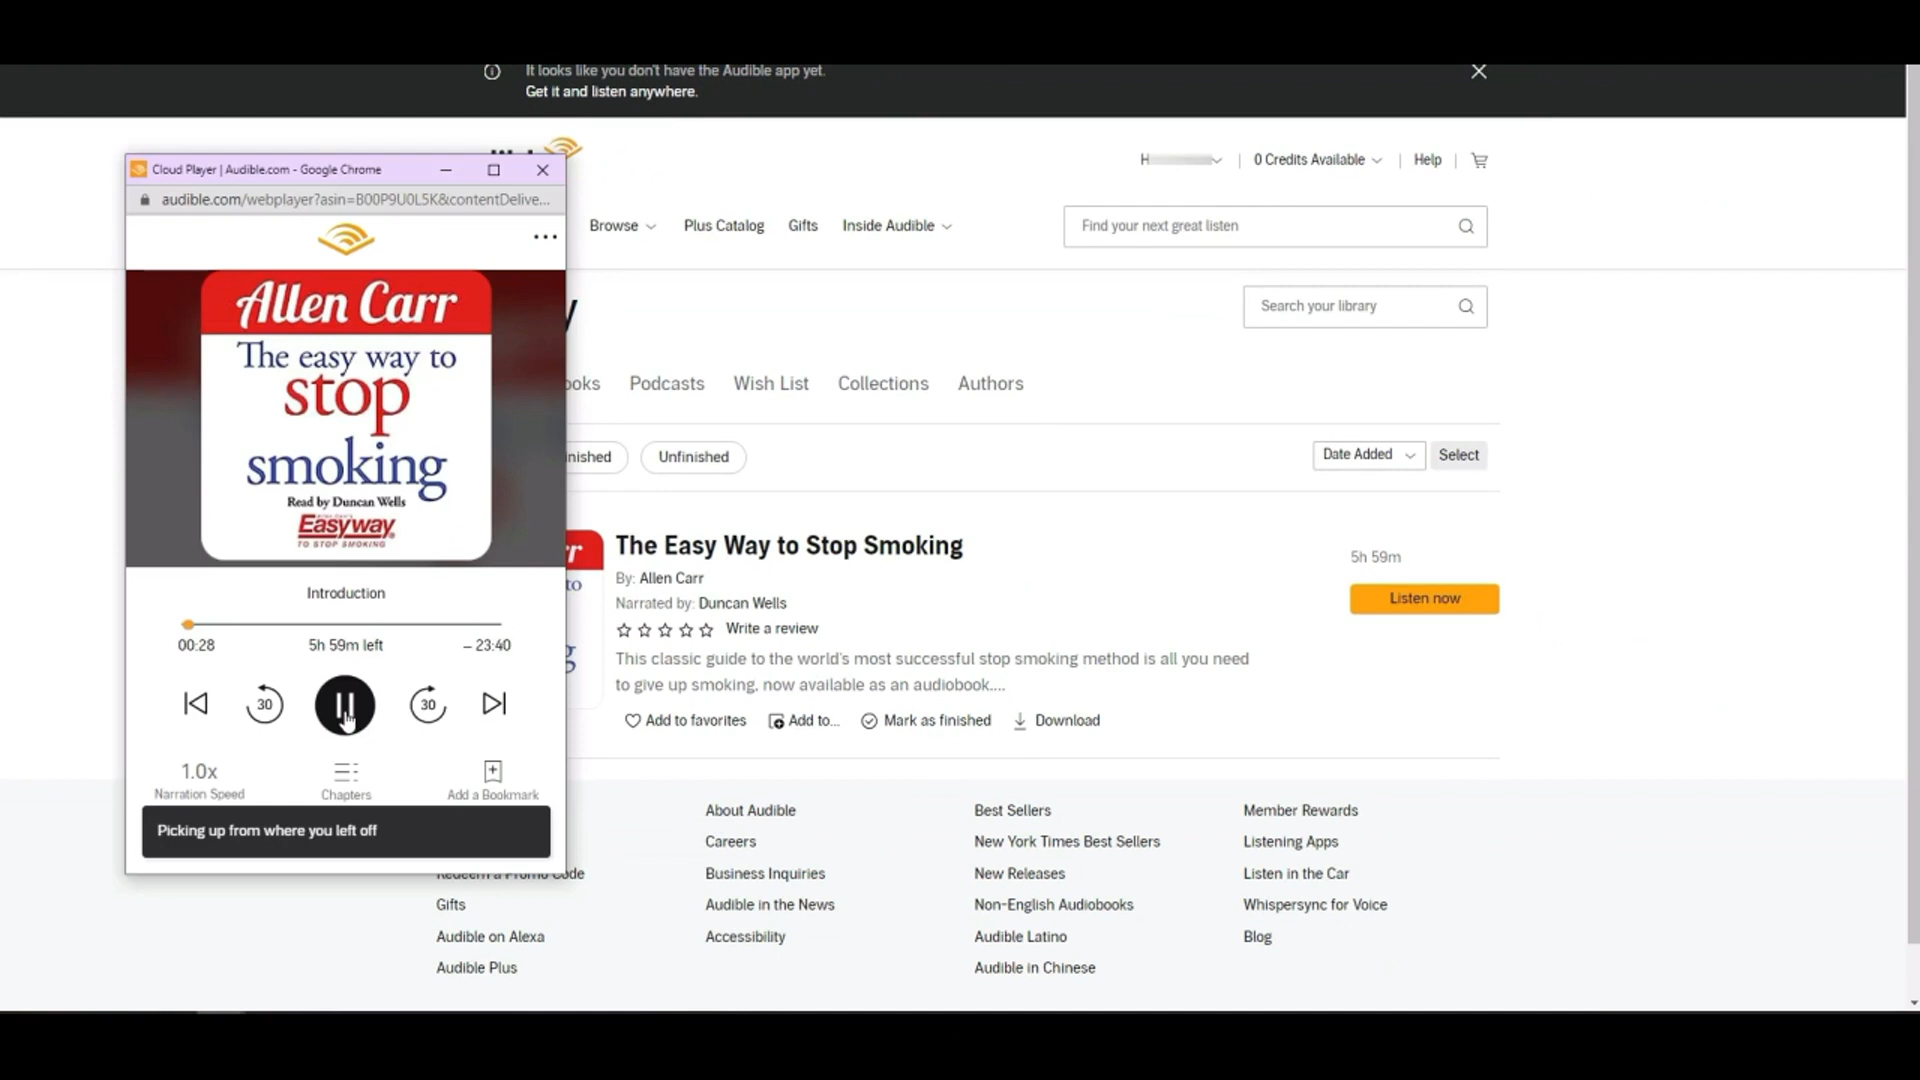 It looks like you don't have the Audible app yet.
Get it and listen anywhere.
Cloud Player | Audible.com - Google Chrome
audible.com/webplayer?asin=B00P9U0L5K&contentDelive...
H
0 Credits Available
Help
Browse
Plus Catalog
Gifts
Inside Audible
Find your next great listen
Search your library
Podcasts
Wish List
Collections
Authors
Unfinished
Date Added
Select
Allen Carr
The easy way to
stop
smoking
Read by Duncan Wells
Easyway
TO STOP SMOKING
Introduction
00:28
5h 59m left
– 23:40
30
30
1.0x
Narration Speed
Chapters
Add a Bookmark
Picking up from where you left off
The Easy Way to Stop Smoking
By: Allen Carr
Narrated by: Duncan Wells
Write a review
This classic guide to the world's most successful stop smoking method is all you need
to give up smoking, now available as an audiobook....
Add to favorites
Add to...
Mark as finished
Download
5h 59m
Listen now
Redeem a Promo Code
Gifts
Audible on Alexa
Audible Plus
About Audible
Careers
Business Inquiries
Audible in the News
Accessibility
Best Sellers
New York Times Best Sellers
New Releases
Non-English Audiobooks
Audible Latino
Audible in Chinese
Member Rewards
Listening Apps
Listen in the Car
Whispersync for Voice
Blog